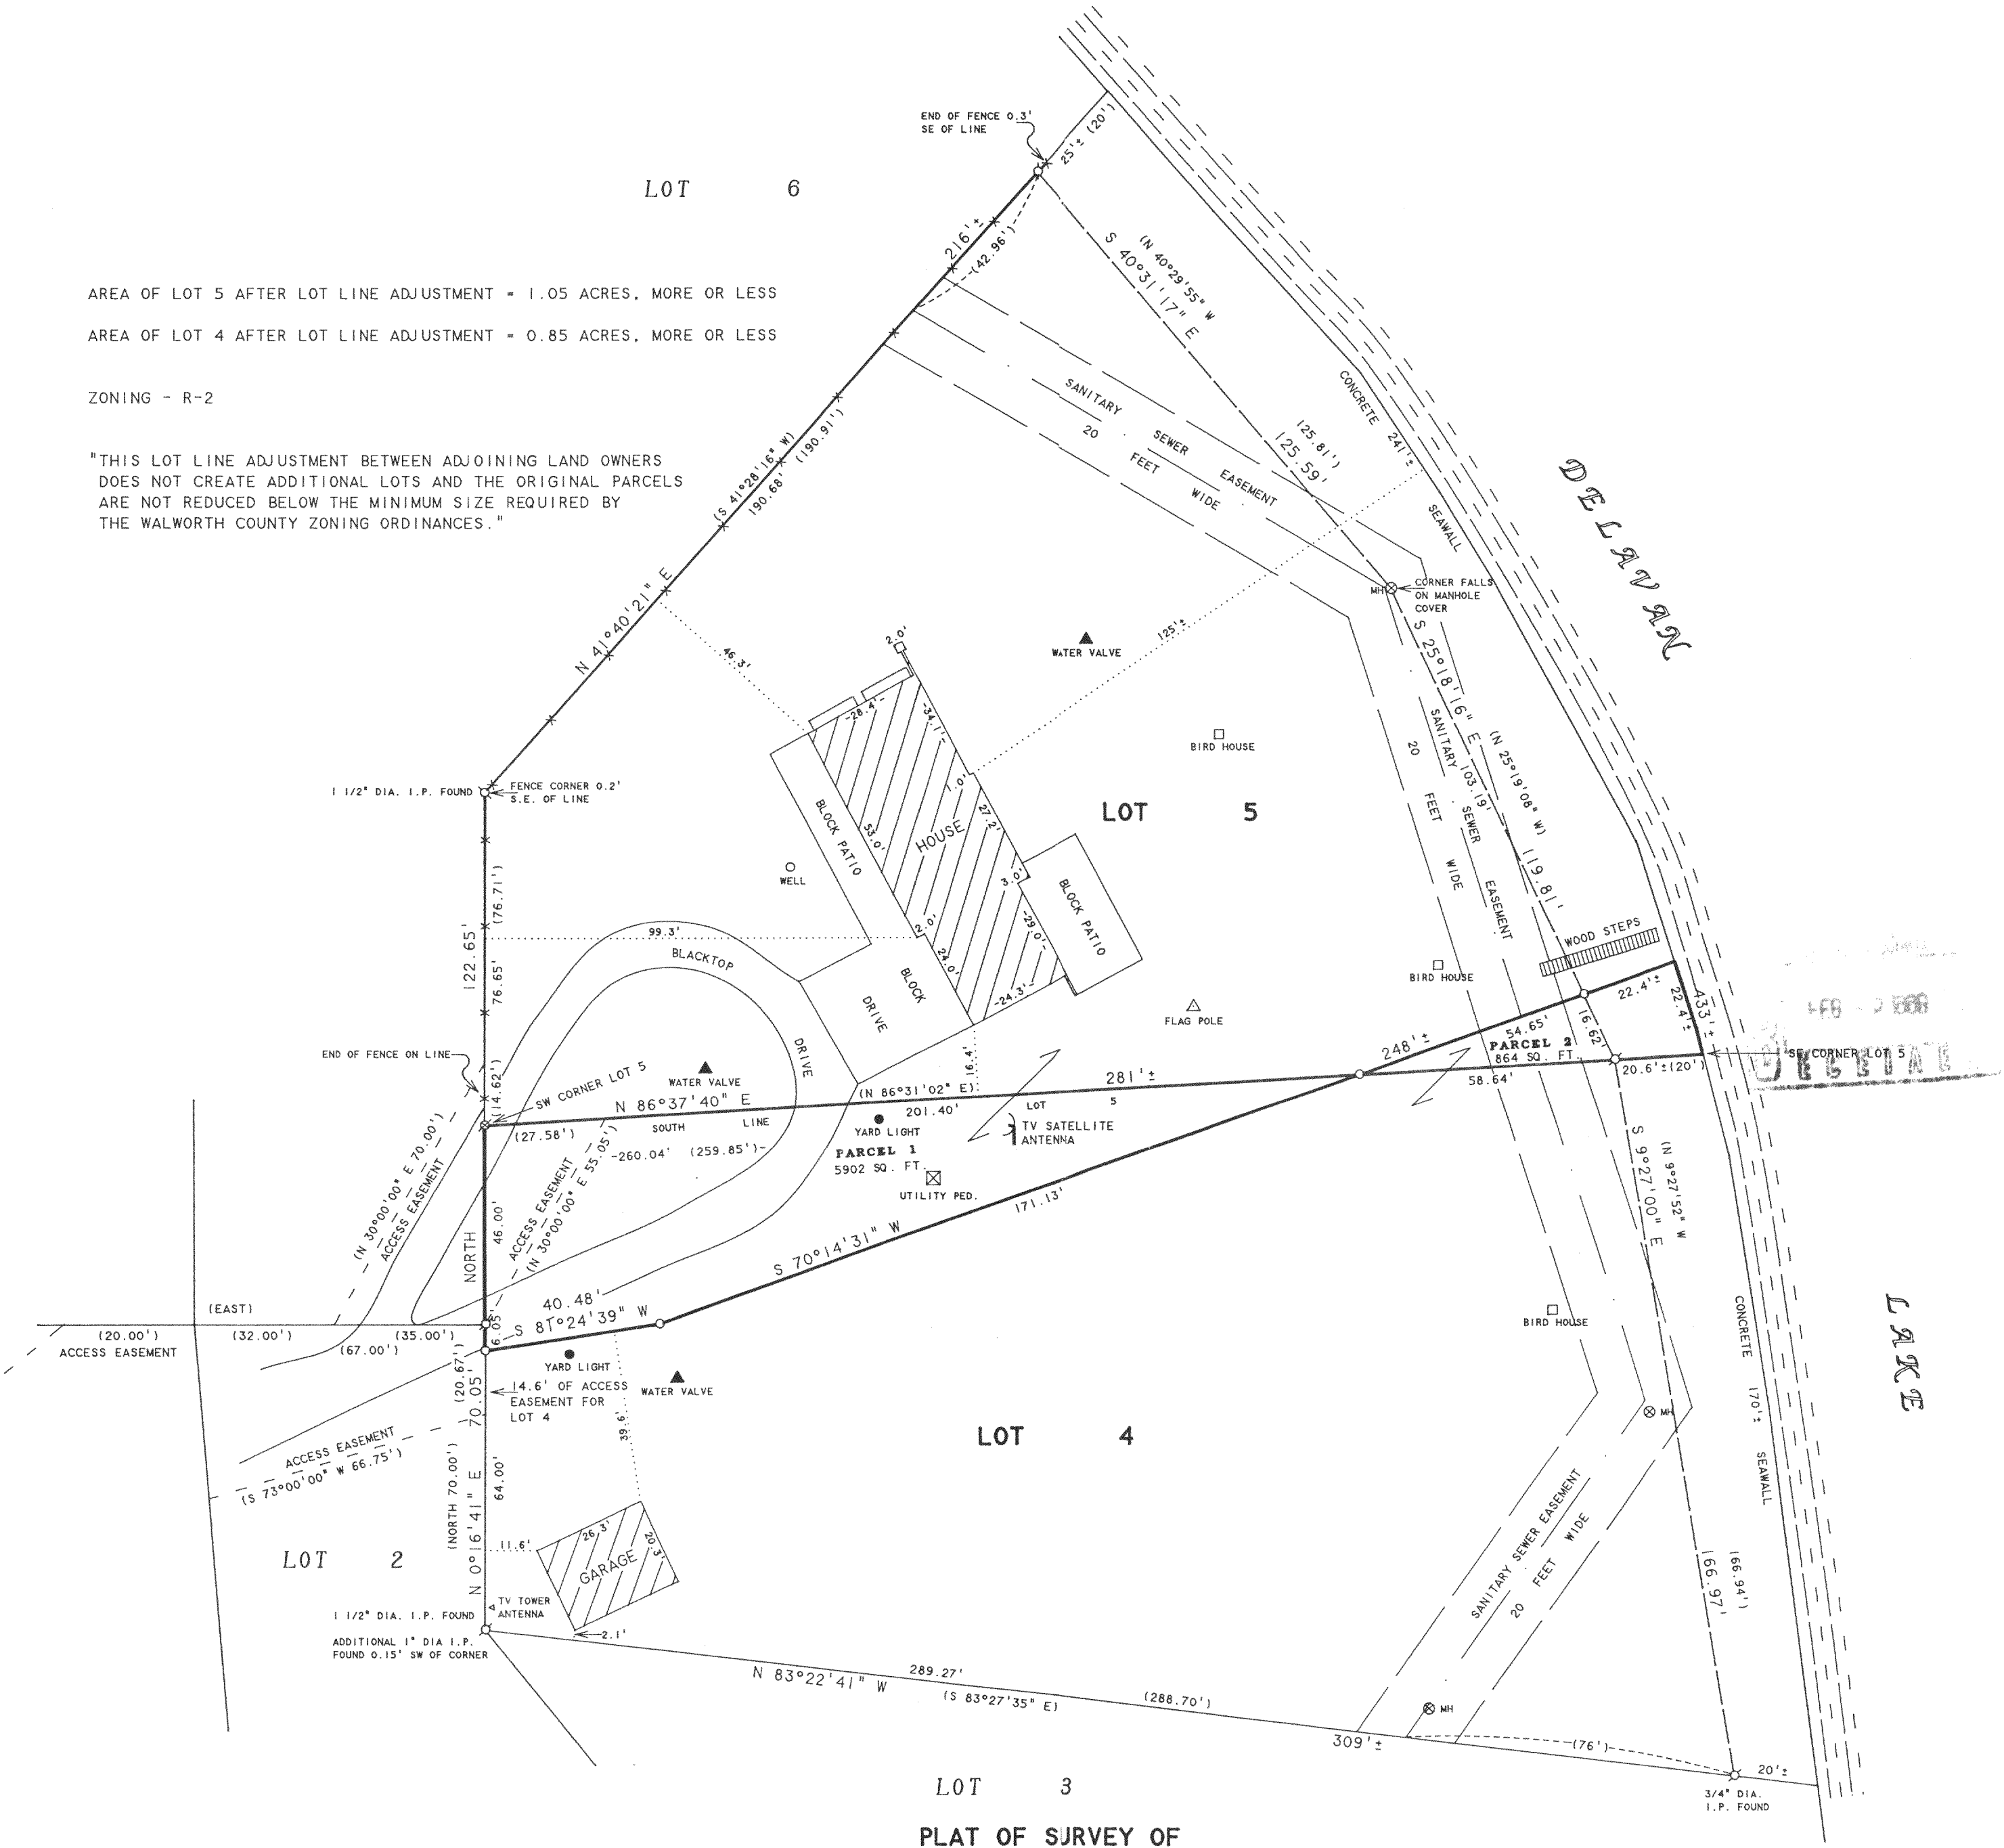 END OF FENCE 0.3'
SE OF LINE
25'± (20')
LOT 6
216'±
(42.96')
(N 40°29'55" W
S 40°31'17" E
125.81')
125.59'
AREA OF LOT 5 AFTER LOT LINE ADJUSTMENT = 1.05 ACRES, MORE OR LESS
AREA OF LOT 4 AFTER LOT LINE ADJUSTMENT = 0.85 ACRES, MORE OR LESS
ZONING - R-2
"THIS LOT LINE ADJUSTMENT BETWEEN ADJOINING LAND OWNERS
DOES NOT CREATE ADDITIONAL LOTS AND THE ORIGINAL PARCELS
ARE NOT REDUCED BELOW THE MINIMUM SIZE REQUIRED BY
THE WALWORTH COUNTY ZONING ORDINANCES."
(S 41°28'16" W) (190.91')
N 41°40'21" E 190.68'
SANITARY SEWER EASEMENT
20 FEET WIDE
CONCRETE 241'± SEAWALL
DELAVAN
CORNER FALLS
ON MANHOLE
COVER
MH
125'±
46.3'
2.0'
WATER VALVE
S 25°18'16" E 103.19'
(N 25°19'08" W) (119.81')
BIRD HOUSE
20 FEET WIDE
SANITARY SEWER EASEMENT
28.4'
34.1'
1.0'
27.2'
53.0'
HOUSE
3.0'
2.0'
24.0'
29.0'
24.3'
BLOCK PATIO
BLOCK PATIO
LOT 5
1 1/2" DIA. I.P. FOUND
FENCE CORNER 0.2'
S.E. OF LINE
WELL
122.65'
(76.71')
76.65'
99.3'
BLACKTOP
DRIVE
BLOCK
DRIVE
16.4'
WOOD STEPS
BIRD HOUSE
FLAG POLE
22.4'±
22.4'±
433'±
END OF FENCE ON LINE
(14.62')
SW CORNER LOT 5
WATER VALVE
248'±
54.65'
16.62'
PARCEL 2
864 SQ. FT.
58.64'
20.6'±(20')
SE CORNER LOT 5
N 86°37'40" E
(N 86°31'02" E)
281'±
201.40'
(27.58')
SOUTH LINE LOT 5
260.04' (259.85')
YARD LIGHT
TV SATELLITE
ANTENNA
PARCEL 1
5902 SQ. FT.
UTILITY PED.
(N 30°00'00" E 70.00')
ACCESS EASEMENT
ACCESS EASEMENT
(N 30°00'00" E 55.05')
46.00'
NORTH
171.13'
S 70°14'31" W
S 9°27'00" E
(N 9°27'52" W
(EAST)
(20.00')
(32.00')
(35.00')
(67.00')
ACCESS EASEMENT
6.05'
40.48'
S 81°24'39" W
BIRD HOUSE
CONCRETE 170'± SEAWALL
LAKE
YARD LIGHT
WATER VALVE
(20.67')
70.05'
14.6' OF ACCESS
EASEMENT FOR
LOT 4
39.6'
LOT 4
MH
ACCESS EASEMENT
(S 73°00'00" W 66.75')
(NORTH 70.00')
N 0°16'41" E
64.00'
LOT 2
11.6'
26.3'
20.3'
GARAGE
TV TOWER
ANTENNA
2.1'
1 1/2" DIA. I.P. FOUND
ADDITIONAL 1" DIA I.P.
FOUND 0.15' SW OF CORNER
SANITARY SEWER EASEMENT
20 FEET WIDE
166.94')
166.97'
N 83°22'41" W
289.27'
(S 83°27'35" E)
(288.70')
MH
309'±
(76')
20'±
3/4" DIA.
I.P. FOUND
LOT 3
PLAT OF SURVEY OF